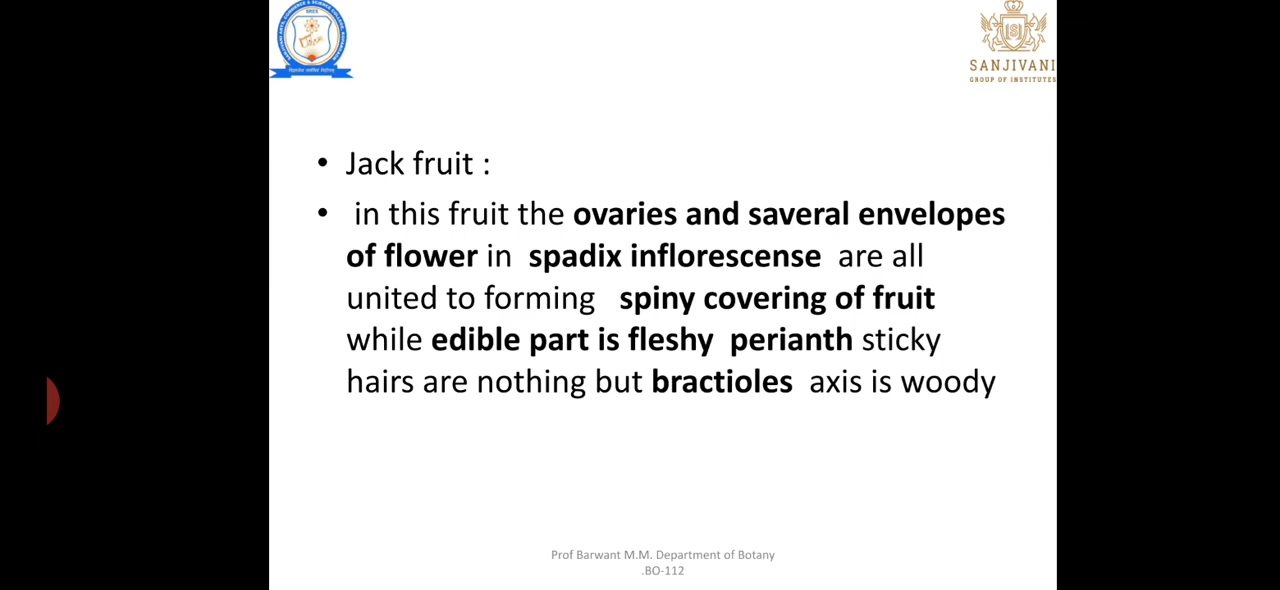 SANJIVANI
GROUP OF INSTITUTES
• Jack fruit :
• in this fruit the ovaries and saveral envelopes
of flower in spadix inflorescense are all
united to forming spiny covering of fruit
while edible part is fleshy perianth sticky
hairs are nothing but bractioles axis is woody
Prof Barwant M.M. Department of Botany
.BO-112